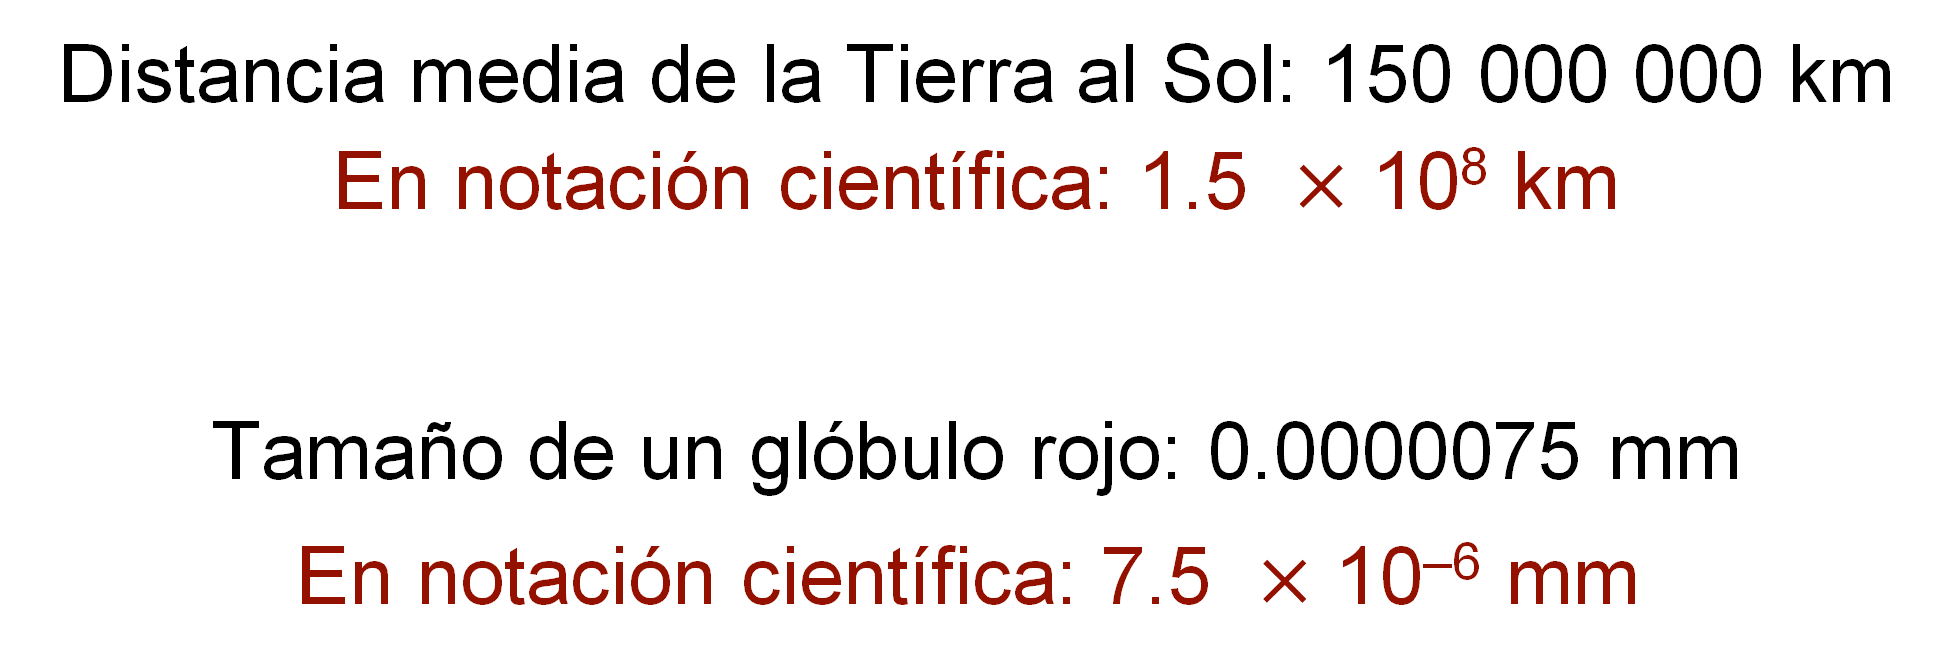 Distancia media de la Tierra al Sol: 150 000 000 km
En notación científica: 1.5 × 10⁸ km
Tamaño de un glóbulo rojo: 0.0000075 mm
En notación científica: 7.5 × 10⁻⁶ mm